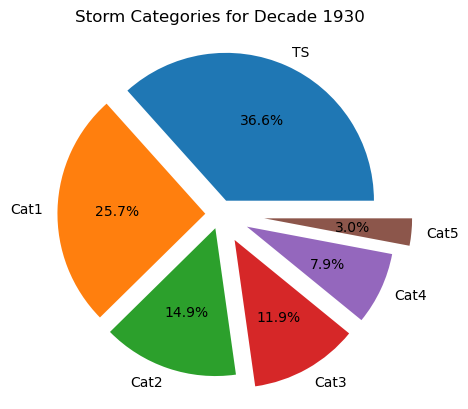 Storm Categories for Decade 1930
TS
36.6%
Cat1
25.7%
Cat5
3.0%
7.9%
Cat4
14.9%
11.9%
Cat2
Cat3